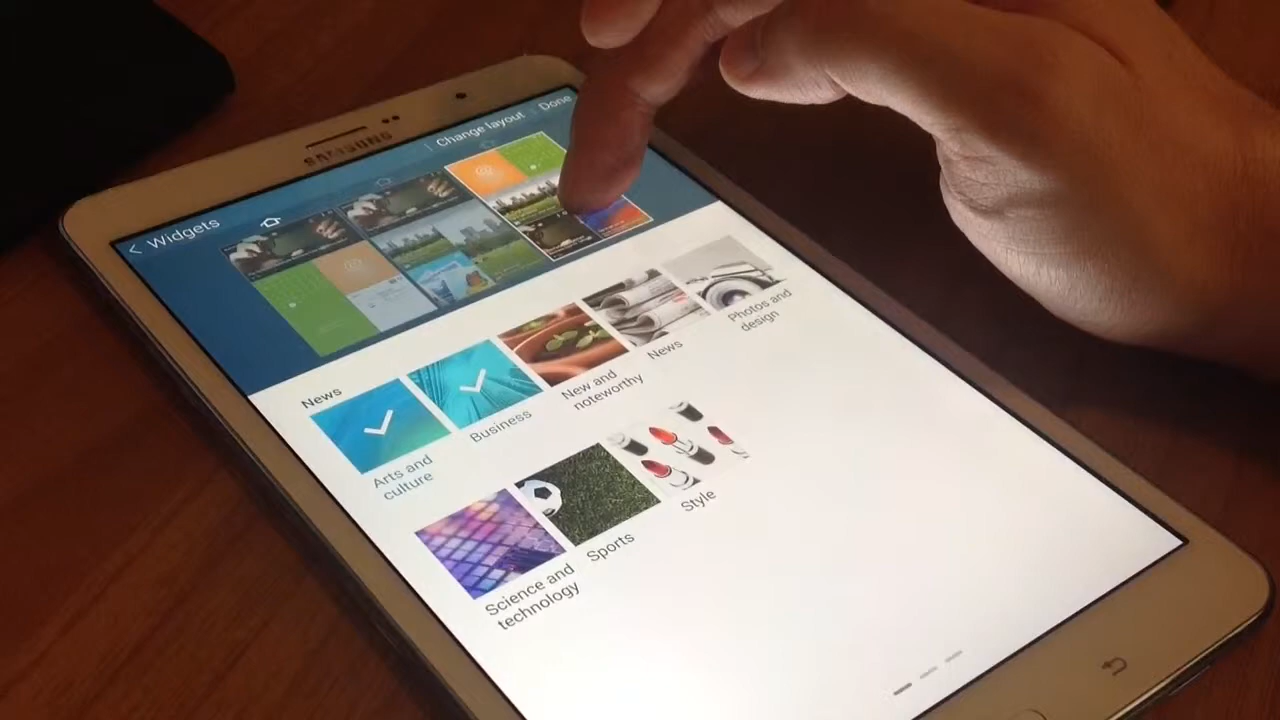 SAMSUNG
Widgets
Change layout
Done
News
Arts and
culture
Business
New and
noteworthy
News
Photos and
design
Science and
technology
Sports
Style